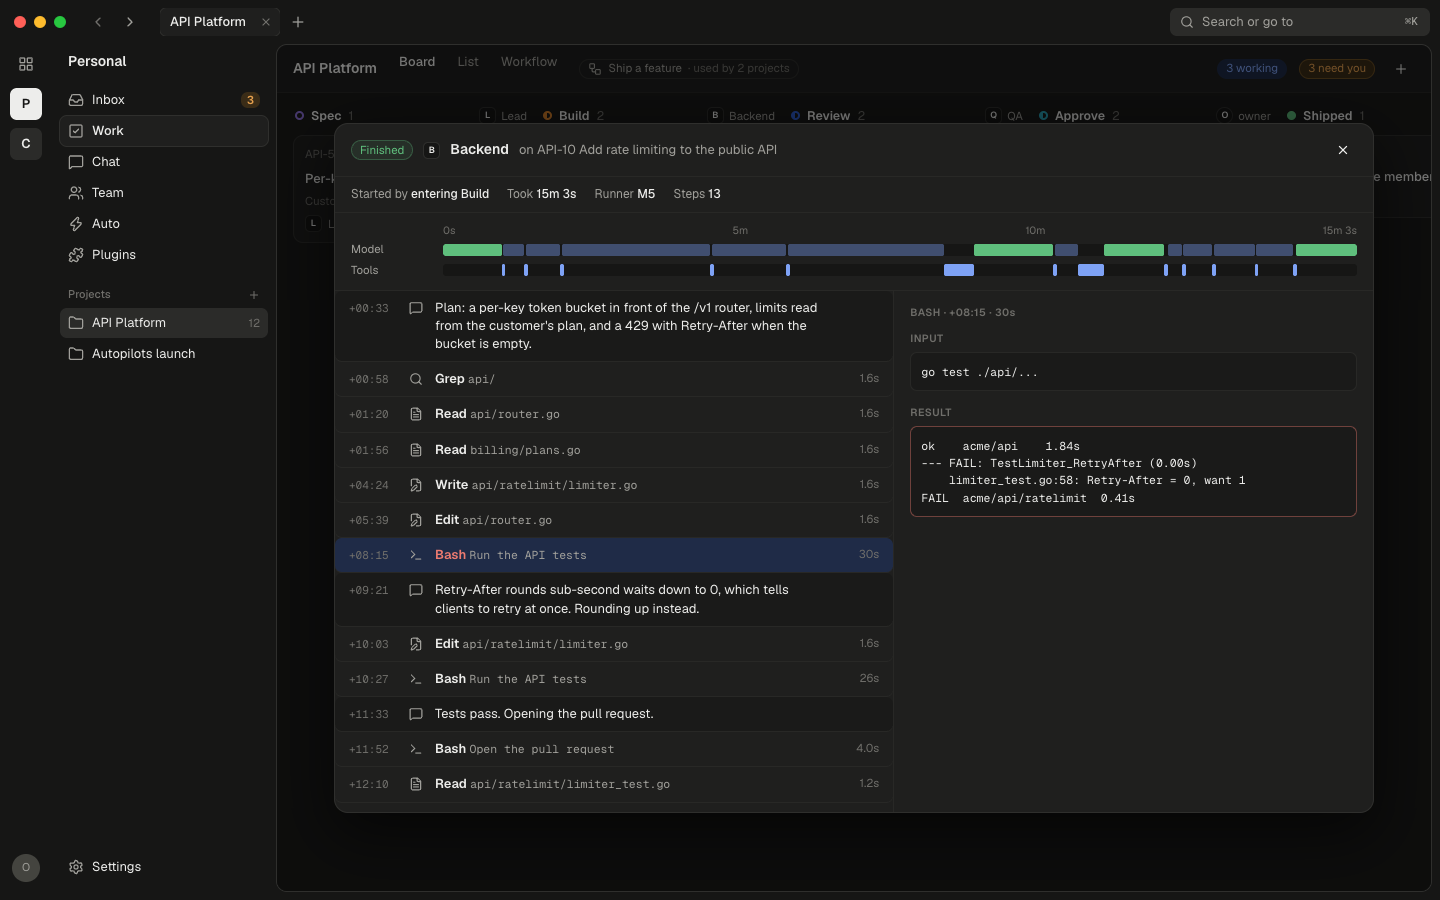 API Platform
Search or go to
⌘K
Personal
P
C
Inbox
3
Work
Chat
Team
Auto
Plugins
Projects
API Platform
12
Autopilots launch
O
Settings
API Platform
Board
List
Workflow
Ship a feature · used by 2 projects
3 working
3 need you
Spec 1
L Lead
Build 2
B Backend
Review 2
Q QA
Approve 2
O owner
Shipped 1
API-5
Per-k
Custo
L L
e member
Finished
B
Backend
on API-10 Add rate limiting to the public API
Started by entering Build
Took 15m 3s
Runner M5
Steps 13
0s
5m
10m
15m 3s
Model
Tools
+00:33
Plan: a per-key token bucket in front of the /v1 router, limits read
from the customer's plan, and a 429 with Retry-After when the
bucket is empty.
+00:58 Grep api/ 1.6s
+01:20 Read api/router.go 1.6s
+01:56 Read billing/plans.go 1.6s
+04:24 Write api/ratelimit/limiter.go 1.6s
+05:39 Edit api/router.go 1.6s
+08:15 Bash Run the API tests 30s
+09:21 Retry-After rounds sub-second waits down to 0, which tells
clients to retry at once. Rounding up instead.
+10:03 Edit api/ratelimit/limiter.go 1.6s
+10:27 Bash Run the API tests 26s
+11:33 Tests pass. Opening the pull request.
+11:52 Bash Open the pull request 4.0s
+12:10 Read api/ratelimit/limiter_test.go 1.2s
BASH · +08:15 · 30s
INPUT
go test ./api/...
RESULT
ok acme/api 1.84s
--- FAIL: TestLimiter_RetryAfter (0.00s)
limiter_test.go:58: Retry-After = 0, want 1
FAIL acme/api/ratelimit 0.41s